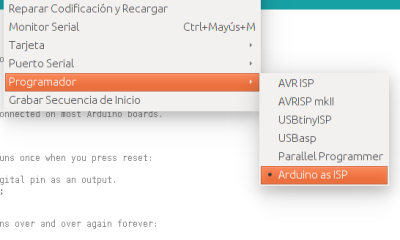 Reparar Codificación y Recargar
Monitor Serial Ctrl+Mayús+M
Tarjeta
Puerto Serial
Programador
Grabar Secuencia de Inicio
AVR ISP
AVRISP mkII
USBtinyISP
USBasp
Parallel Programmer
Arduino as ISP
onnected on most Arduino boards.
uns once when you press reset:
gital pin as an output.
;
ns over and over again forever: